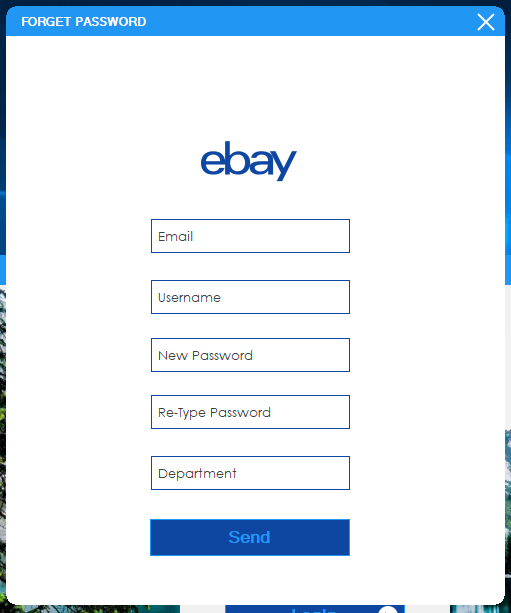 FORGET PASSWORD
ebay
Email
Username
New Password
Re-Type Password
Department
Send